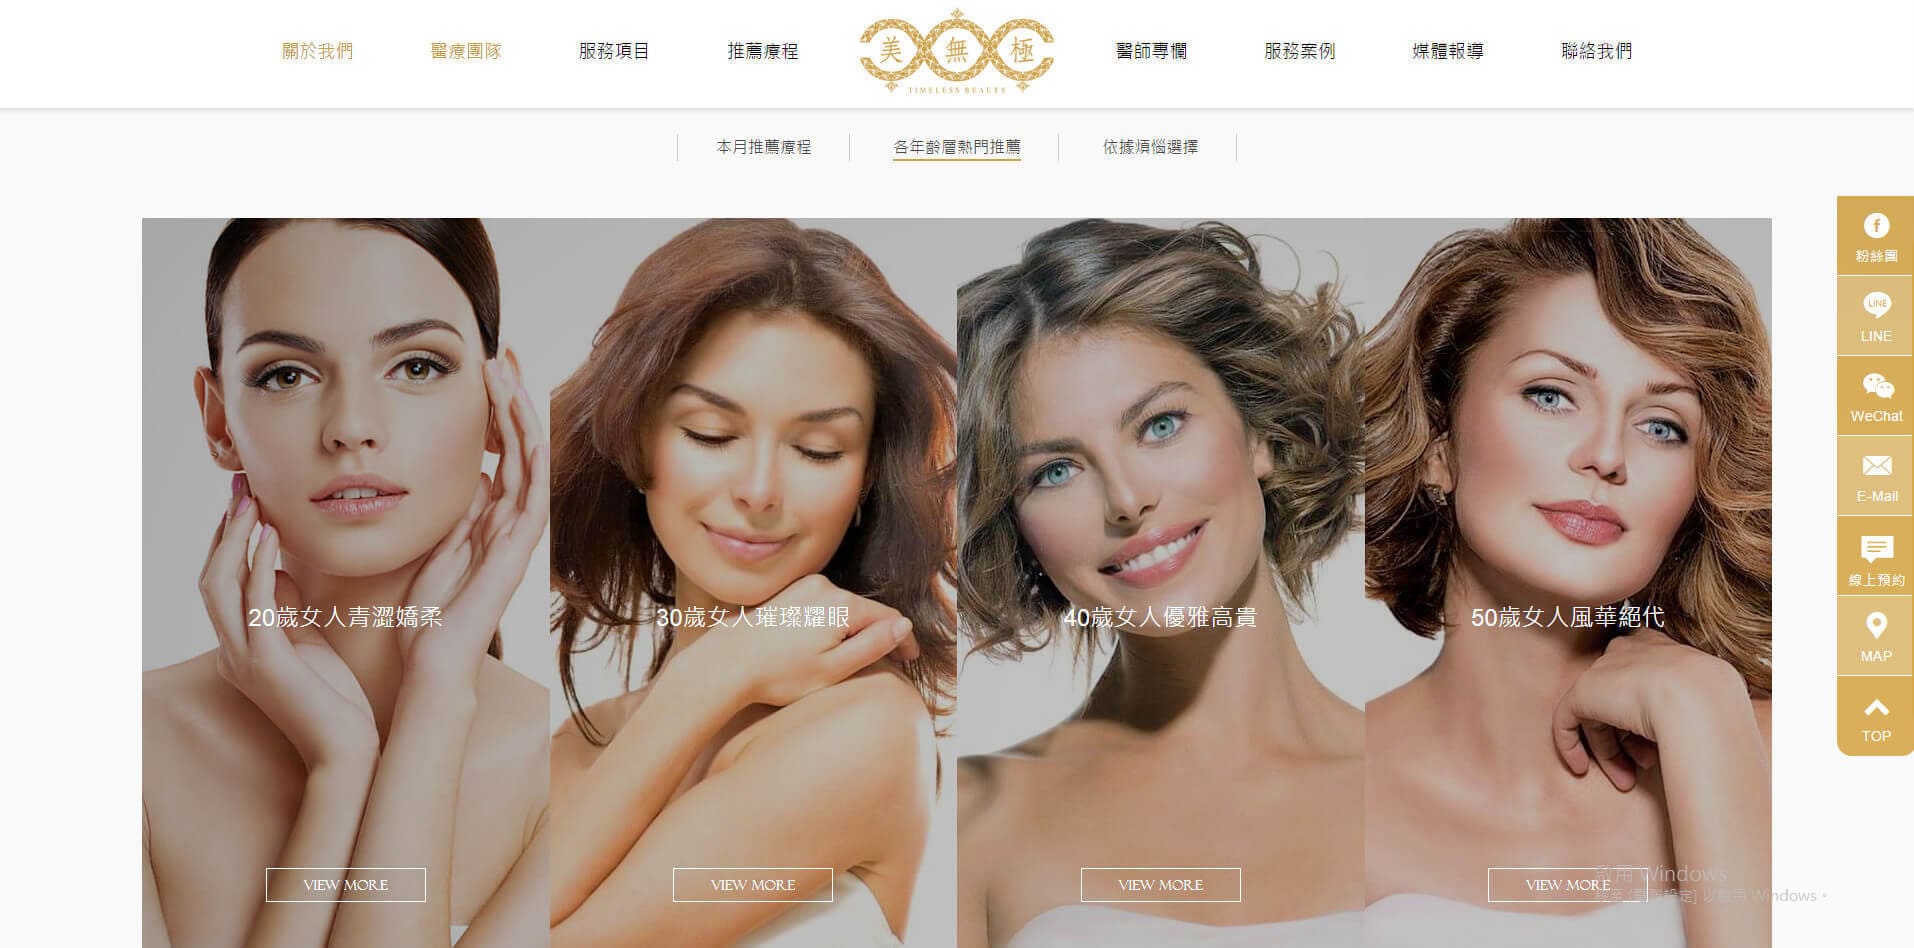 關於我們
醫療團隊
服務項目
推薦療程
美無極
TIMELESS BEAUTY
醫師專欄
服務案例
媒體報導
聯絡我們
本月推薦療程
各年齡層熱門推薦
依據煩惱選擇
f
粉絲團
LINE
LINE
WeChat
E-Mail
線上預約
MAP
TOP
20歲女人青澀嬌柔
30歲女人璀璨耀眼
40歲女人優雅高貴
50歲女人風華絕代
VIEW MORE
VIEW MORE
VIEW MORE
VIEW MORE
啟用 Windows
移至 [電腦設定] 以啟用 Windows。